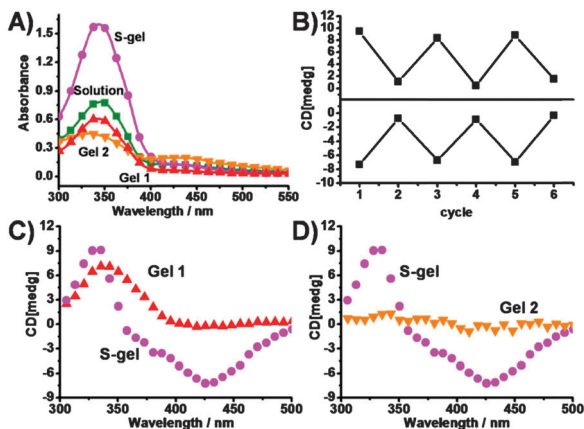 A)
S-gel
Solution
Gel 2
Gel 1
Absorbance
1.5
1.2
0.9
0.6
0.3
0.0
300 350 400 450 500 550
Wavelength / nm
B)
CD[medg]
12
10
8
6
4
2
0
CD[medg]
0
-2
-4
-6
-8
-10
1 2 3 4 5 6
cycle
C)
Gel 1
S-gel
CD[medg]
12
9
6
3
0
-3
-6
-9
300 350 400 450 500
Wavelength / nm
D)
S-gel
Gel 2
CD[medg]
12
9
6
3
0
-3
-6
-9
300 350 400 450 500
Wavelength / nm